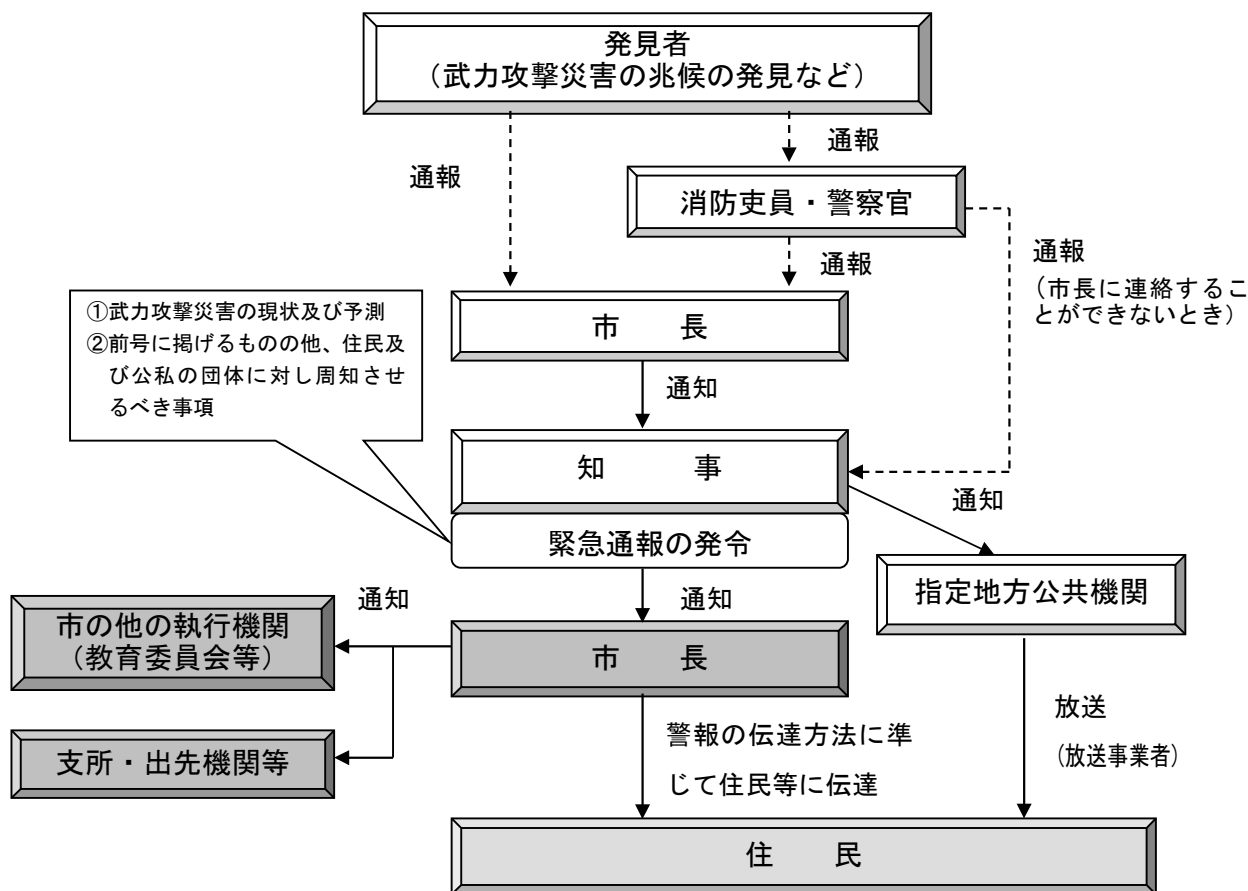 発見者
（武力攻撃災害の兆候の発見など）
通報
通報
消防吏員・警察官
通報
通報
（市長に連絡するこ
とができないとき）
①武力攻撃災害の現状及び予測
②前号に掲げるものの他、住民及
び公私の団体に対し周知させ
るべき事項
市　長
通知
知　事
通知
緊急通報の発令
指定地方公共機関
通知
通知
市の他の執行機関
（教育委員会等）
市　長
支所・出先機関等
警報の伝達方法に準
じて住民等に伝達
放送
(放送事業者)
住　民